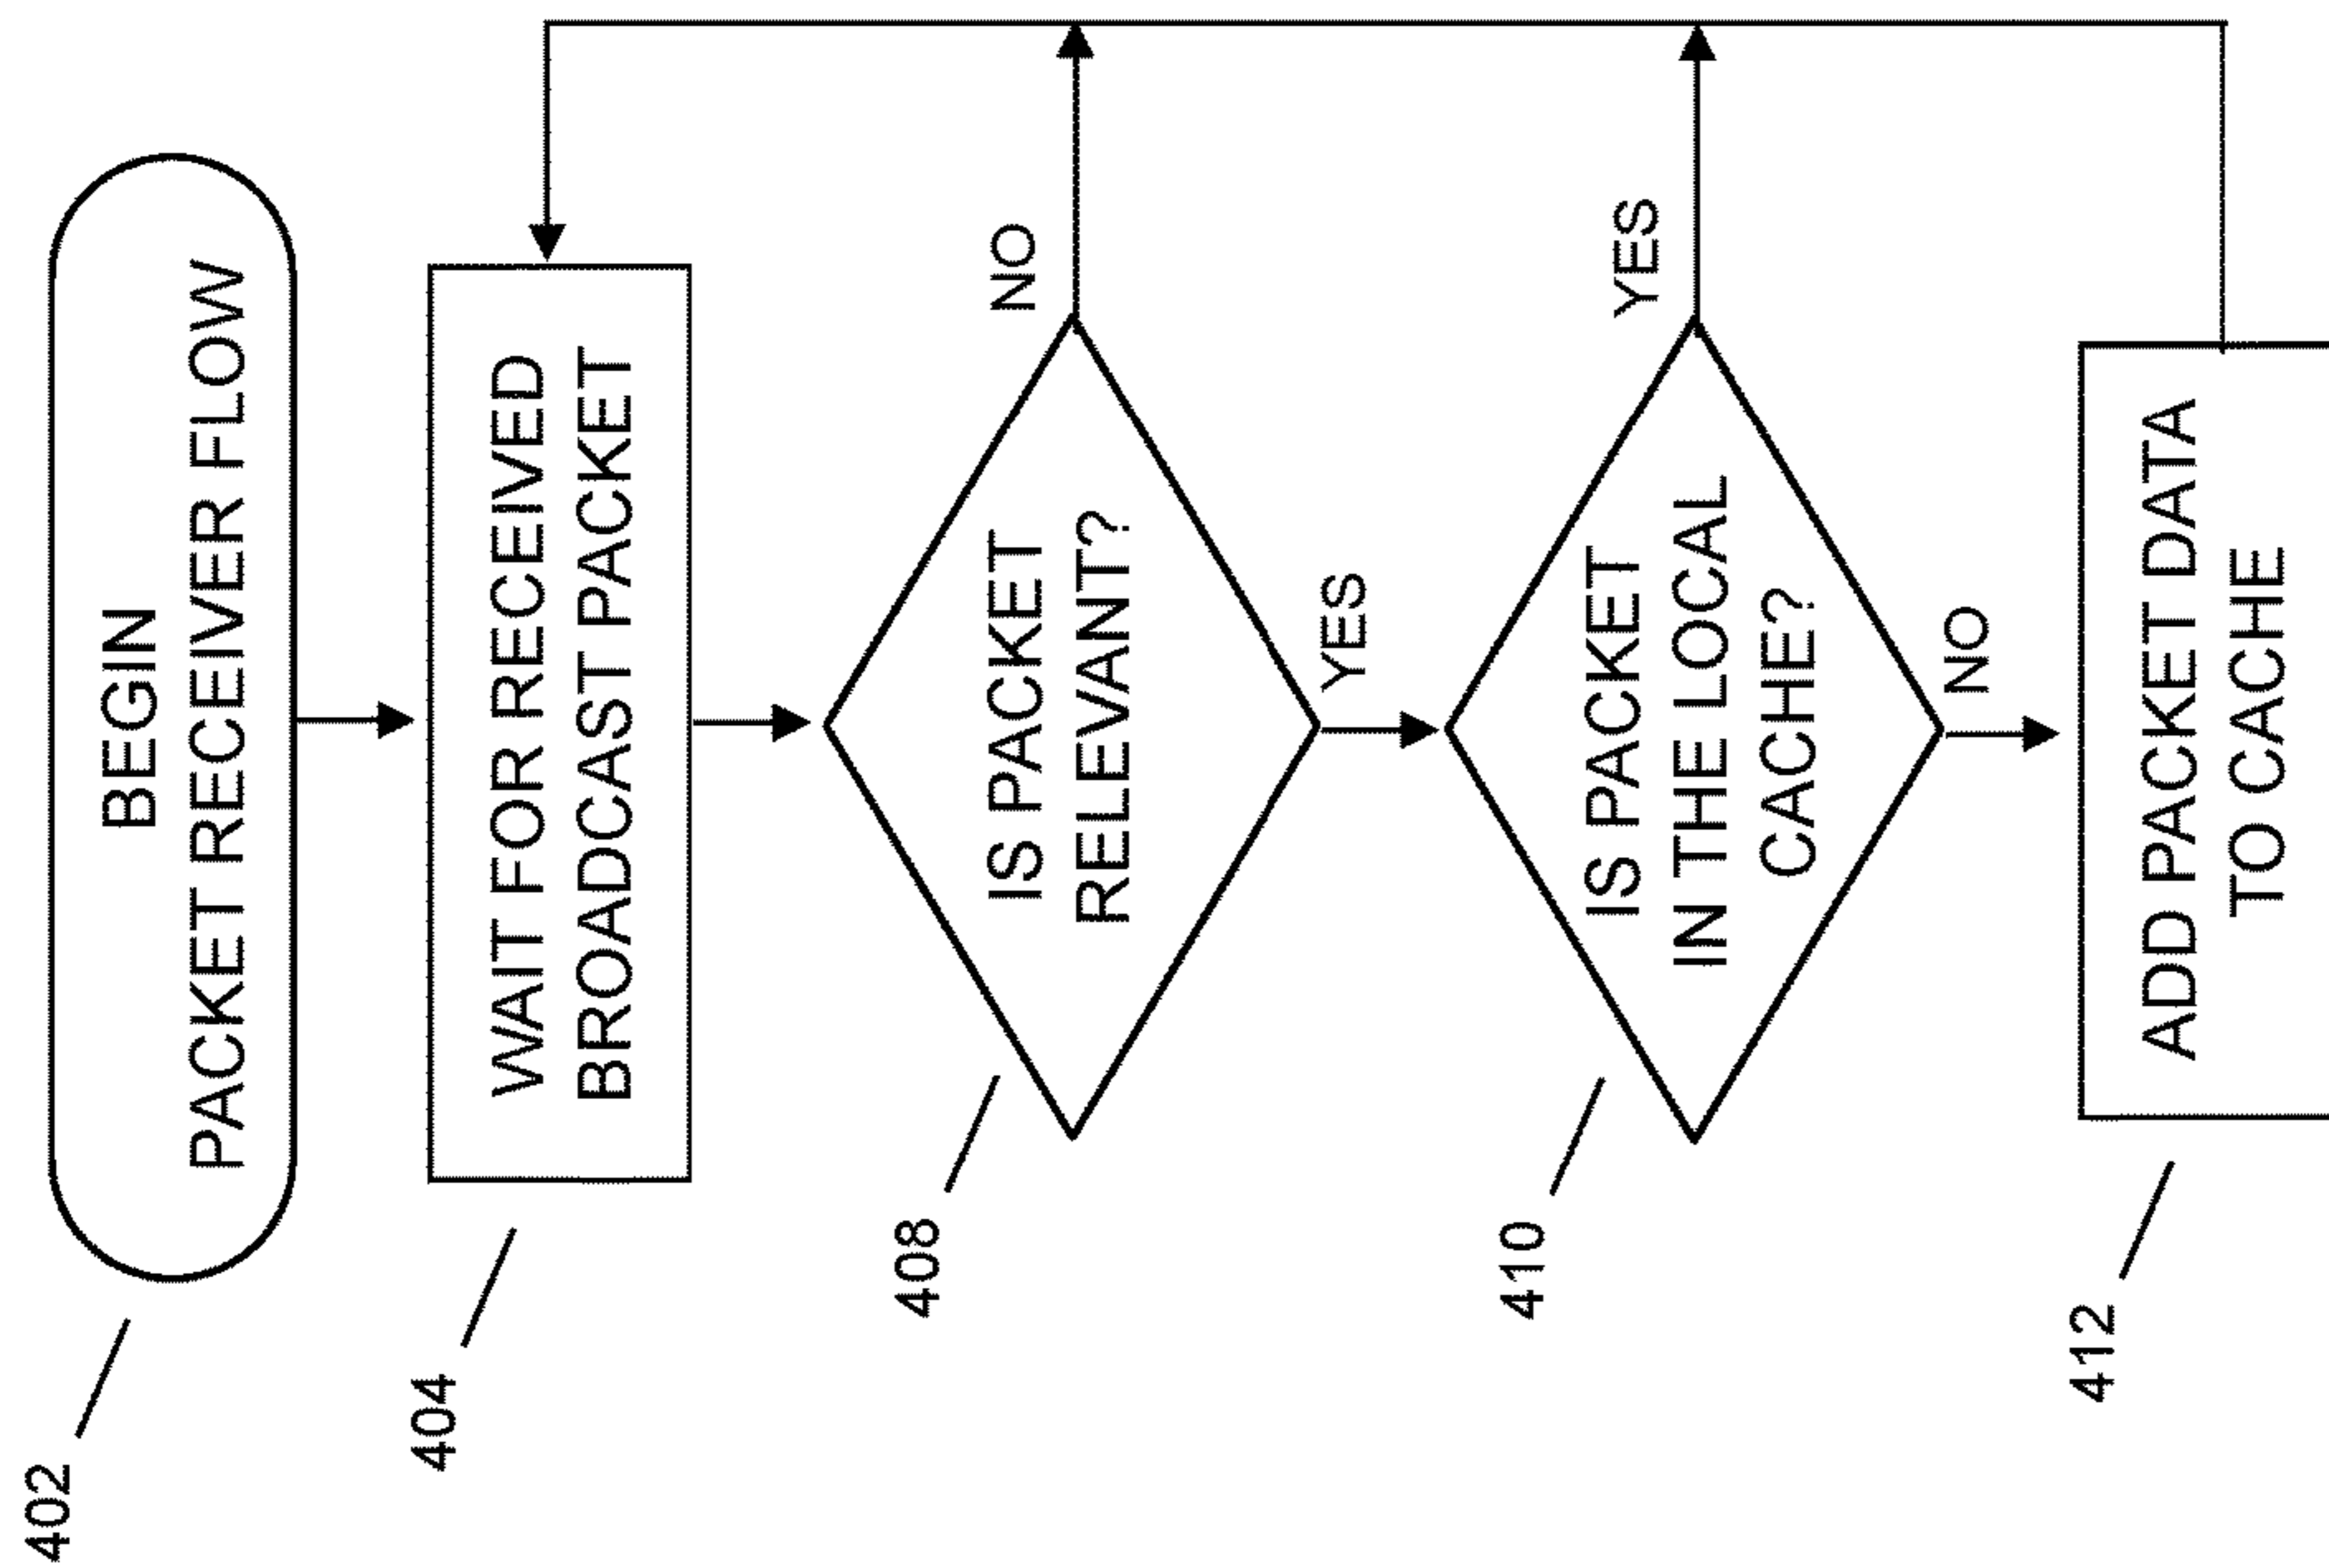 402
BEGIN
PACKET RECEIVER FLOW
404
WAIT FOR RECEIVED
BROADCAST PACKET
408
IS PACKET
RELEVANT?
NO
YES
410
IS PACKET
IN THE LOCAL
CACHE?
YES
NO
412
ADD PACKET DATA
TO CACHE